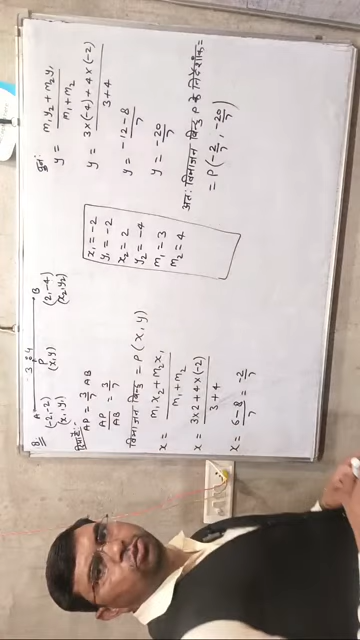 8=
3:4
A P B
(-2,-2) (x,y) (2,-4)
(x₁,y₁) (x₂,y₂)
AP = 3/7 AB
AP/AB = 3/7
विभाजन बिन्दु = P(x,y)
x = m₁x₂ + m₂x₁ / m₁ + m₂
x = 3×2 + 4×(-2) / 3+4
x = 6-8/7 = -2/7
x₁ = -2
y₁ = -2
x₂ = 2
y₂ = -4
m₁ = 3
m₂ = 4
पुनः
y = m₁y₂ + m₂y₁ / m₁ + m₂
y = 3×(-4) + 4×(-2) / 3+4
y = -12-8/7
y = -20/7
अतः विभाजन बिन्दु P के निर्देशांक =
= P(-2/7, -20/7)